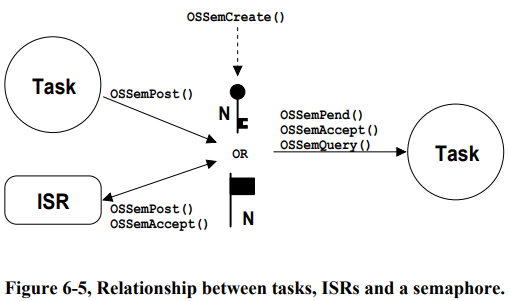 OSSemCreate()
Task
OSSemPost()
N
OSSemPend()
OSSemAccept()
OSSemQuery()
OR
Task
ISR
OSSemPost()
OSSemAccept()
N
Figure 6-5, Relationship between tasks, ISRs and a semaphore.